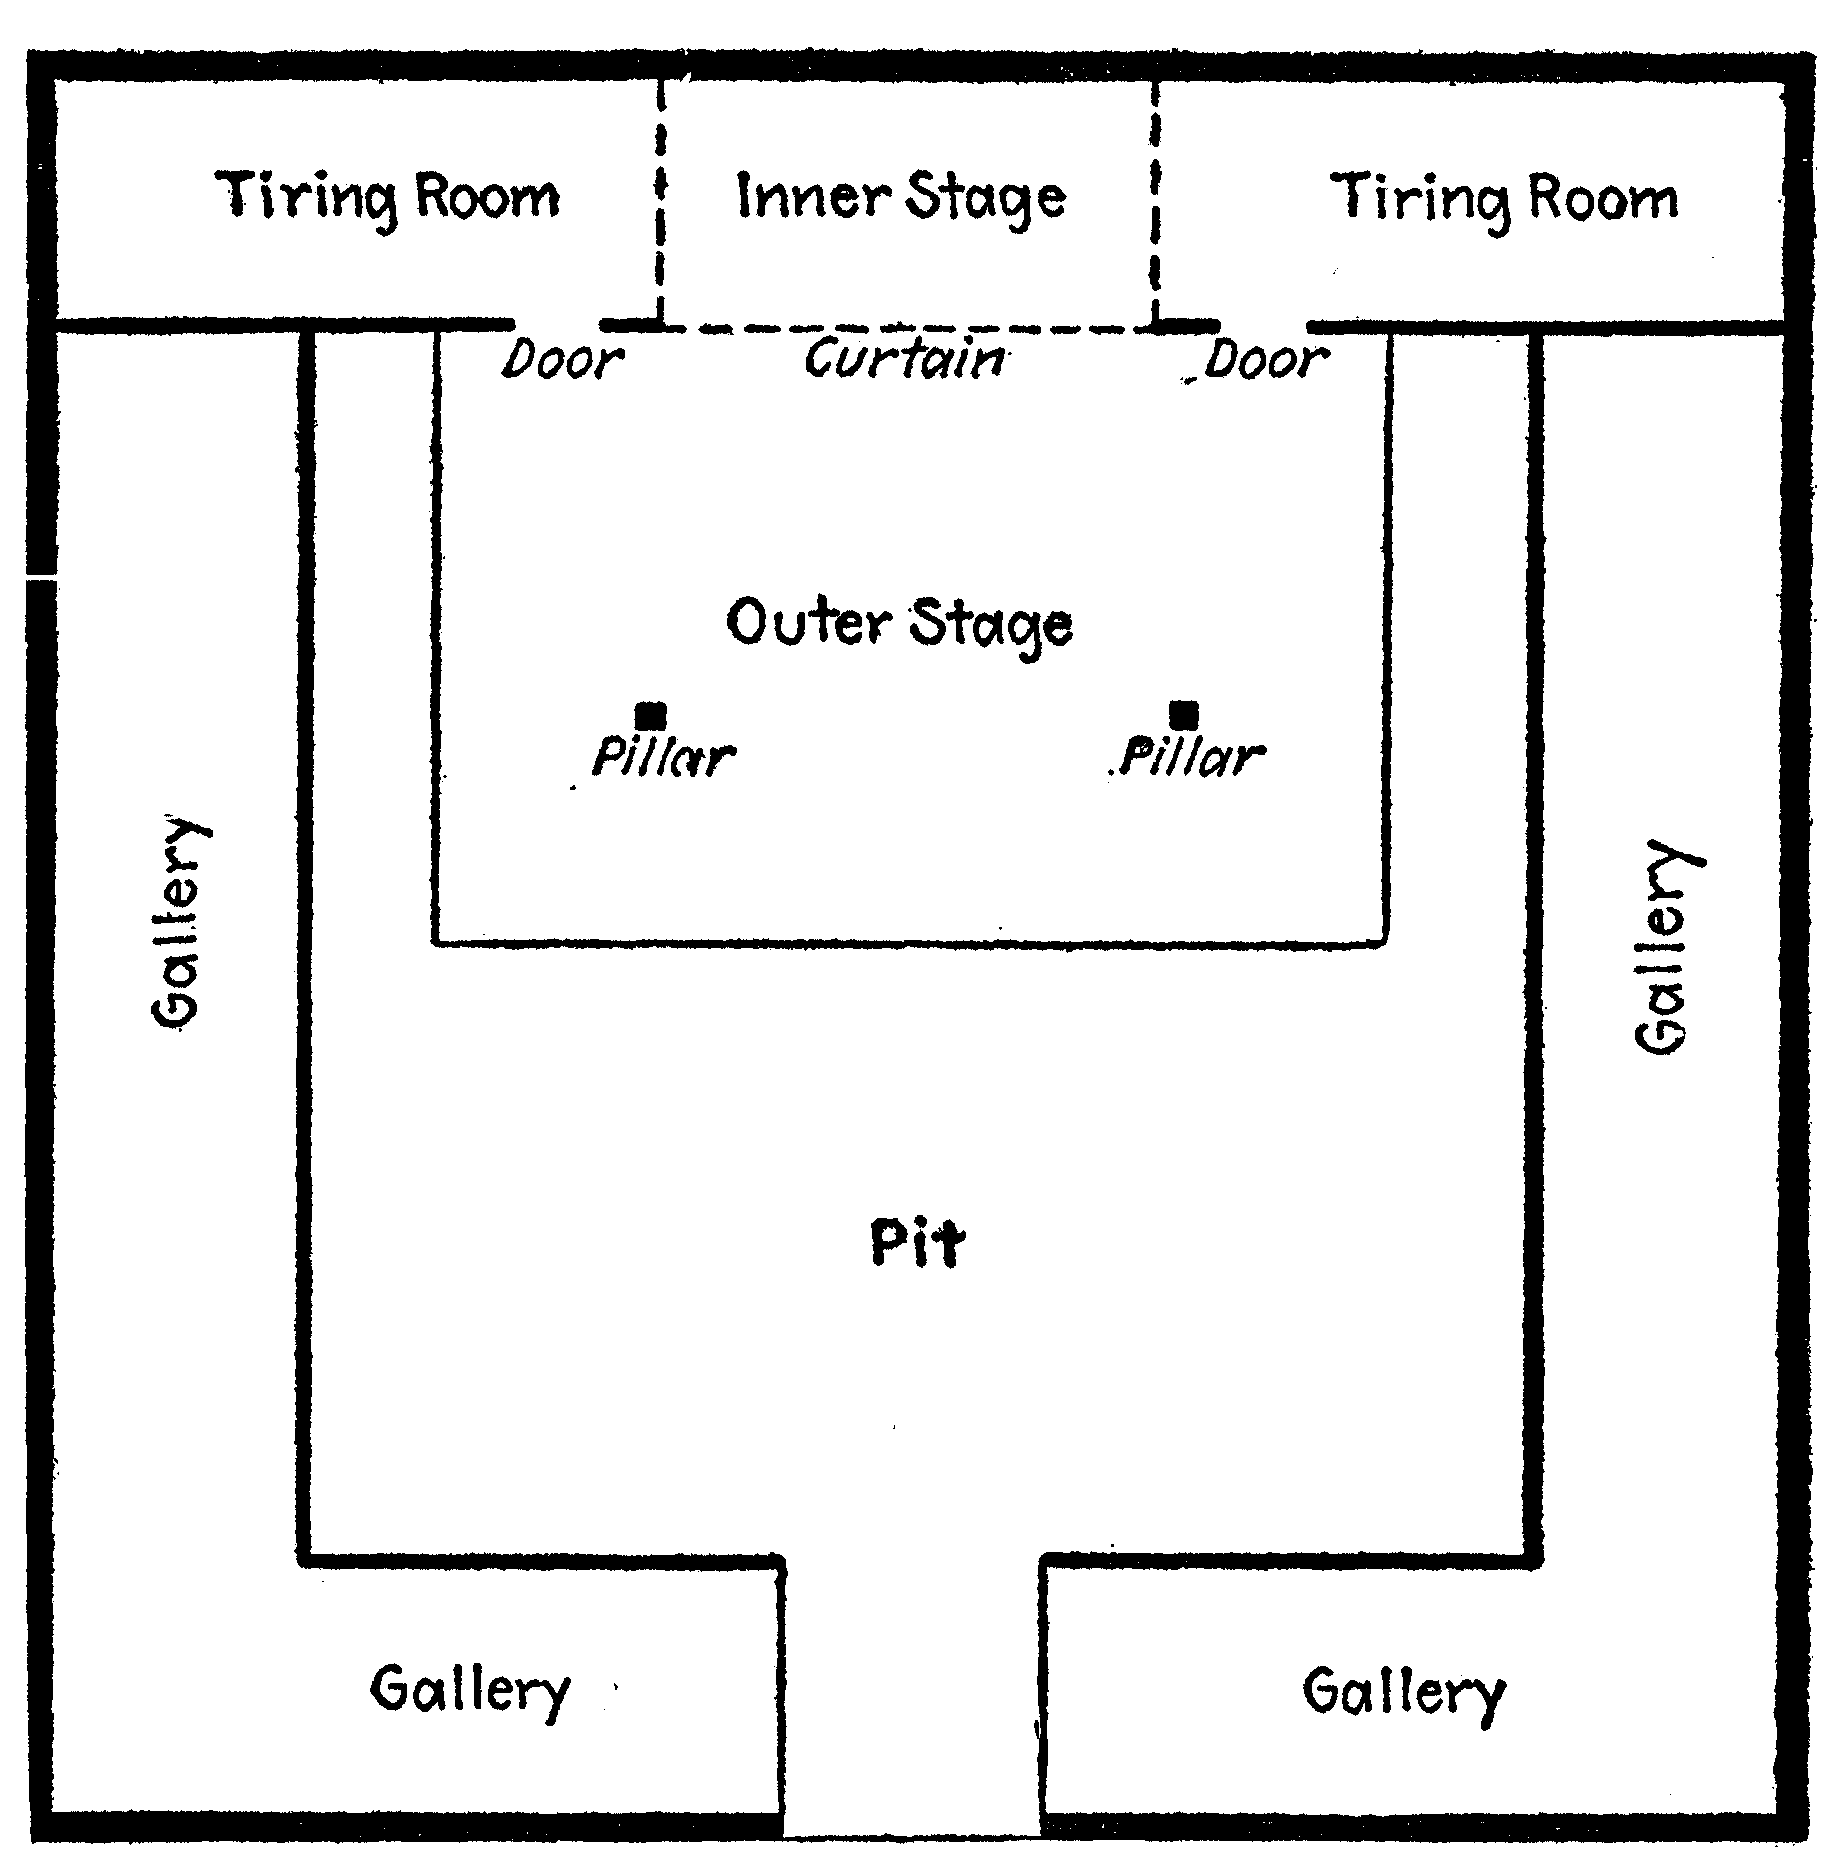 Tiring Room
Inner Stage
Tiring Room
Door
Curtain
Door
Outer Stage
Pillar
Pillar
Gallery
Gallery
Pit
Gallery
Gallery